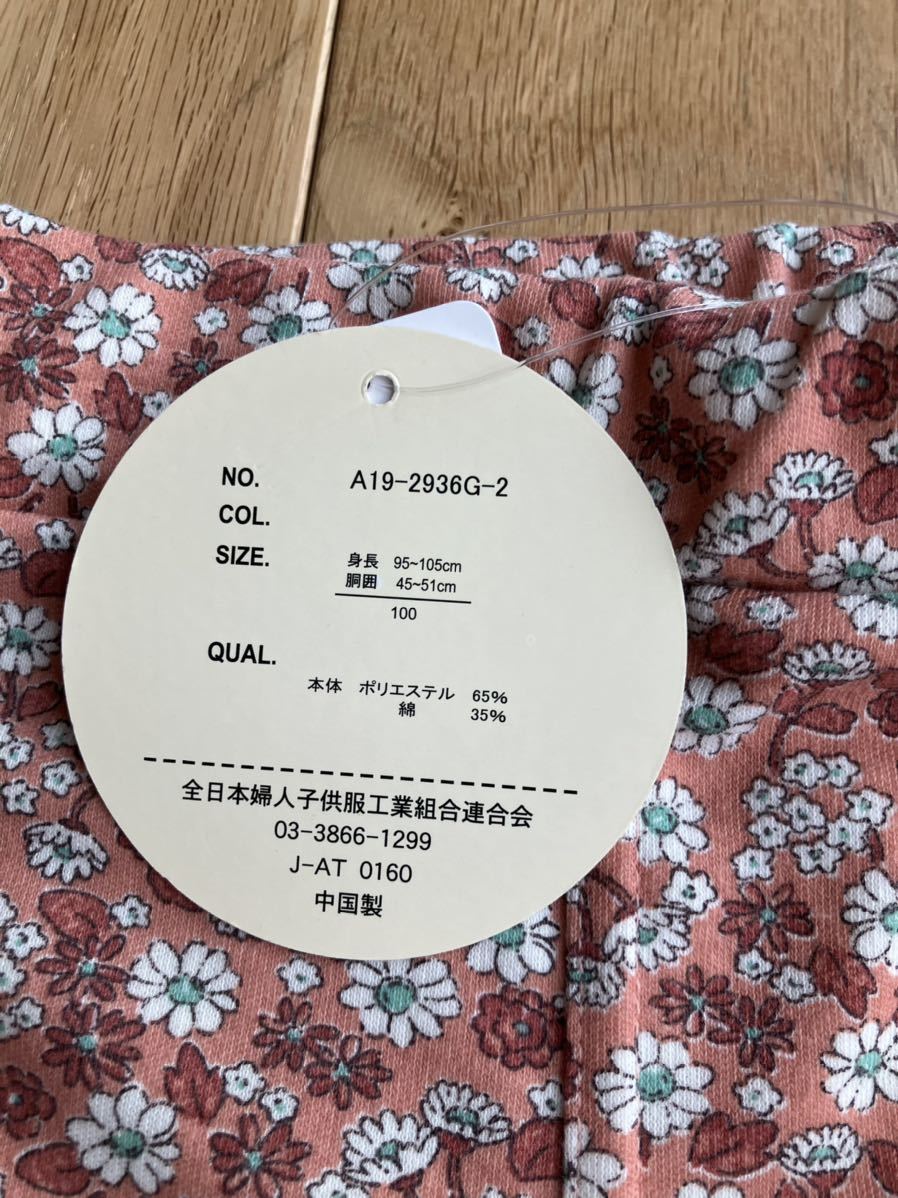 NO. A19-2936G-2
COL.
SIZE. 身長 95~105cm
胴囲 45~51cm
100
QUAL.
本体 ポリエステル 65%
綿 35%
全日本婦人子供服工業組合連合会
03-3866-1299
J-AT 0160
中国製